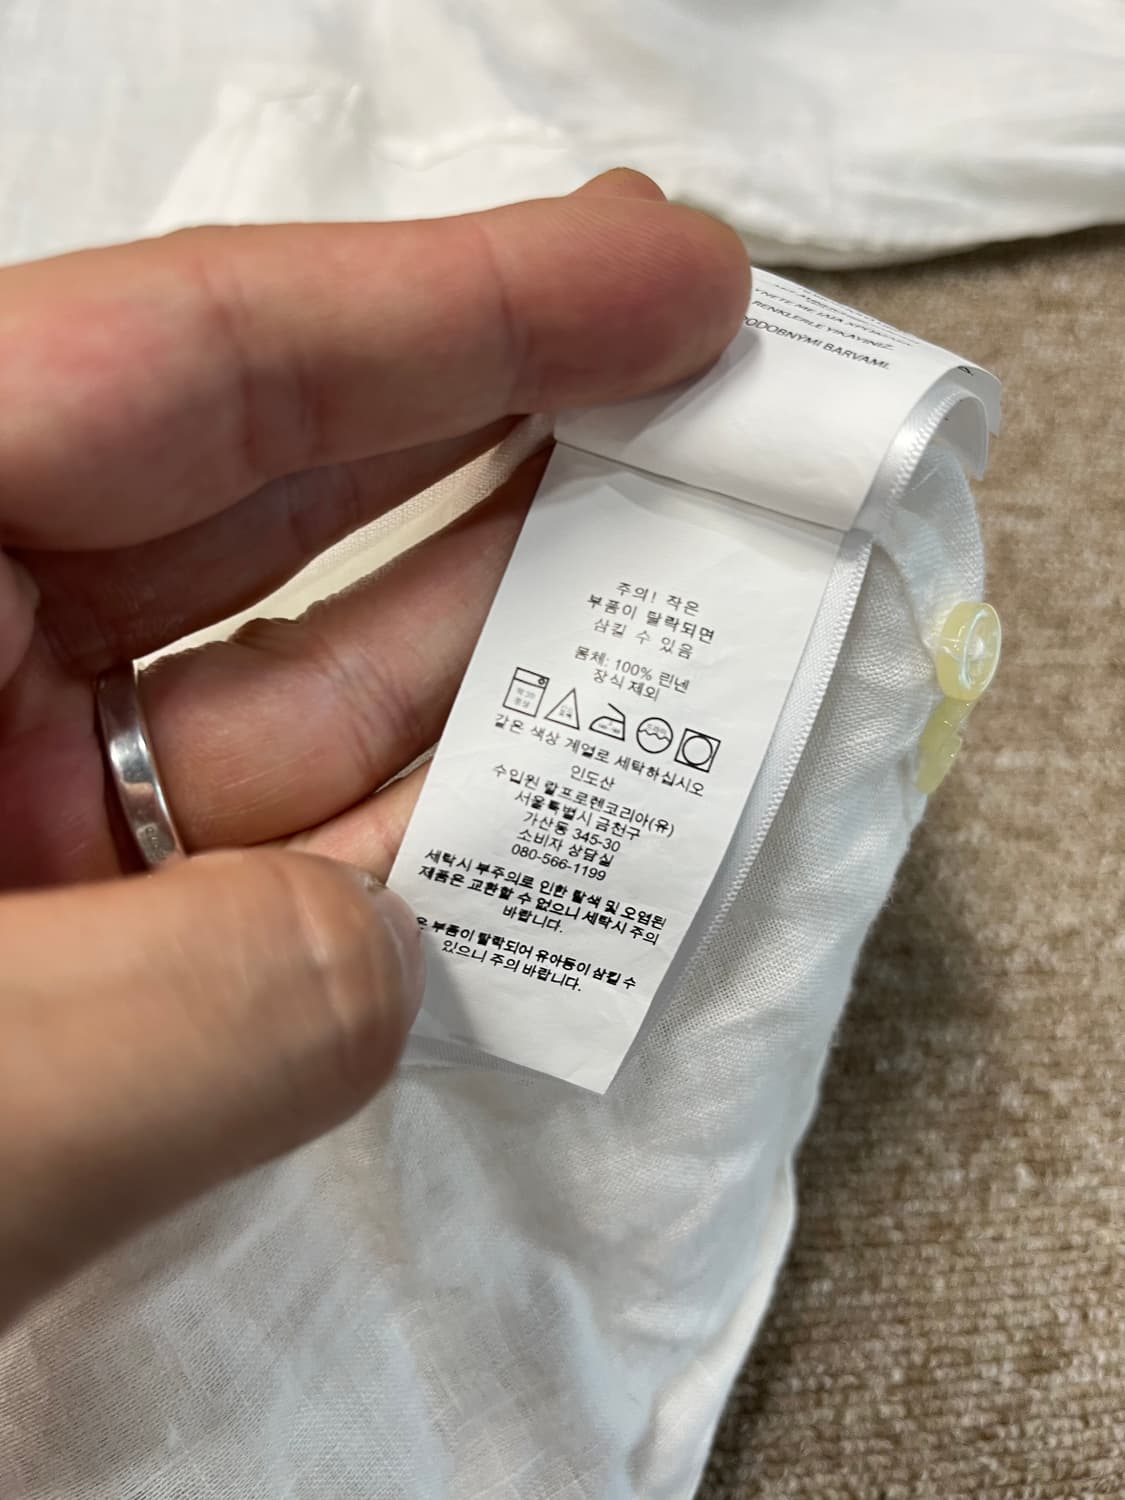 YNETE ME
RENKLERLE YIKAYINIZ.
PODOBNÝMI BARVAMI.
주의! 작은
부품이 탈락되면
삼킬 수 있음
몸체: 100% 린넨
장식 제외
같은 색상 계열로 세탁하십시오
인도산
수입원 랄프로렌코리아(유)
서울특별시 금천구
가산동 345-30
소비자 상담실
080-566-1199
세탁시 부주의로 인한 탈색 및 오염된
제품은 교환할 수 없으니 세탁시 주의
바랍니다.
은 부품이 탈락되어 유아등이 삼킬 수
있으니 주의 바랍니다.